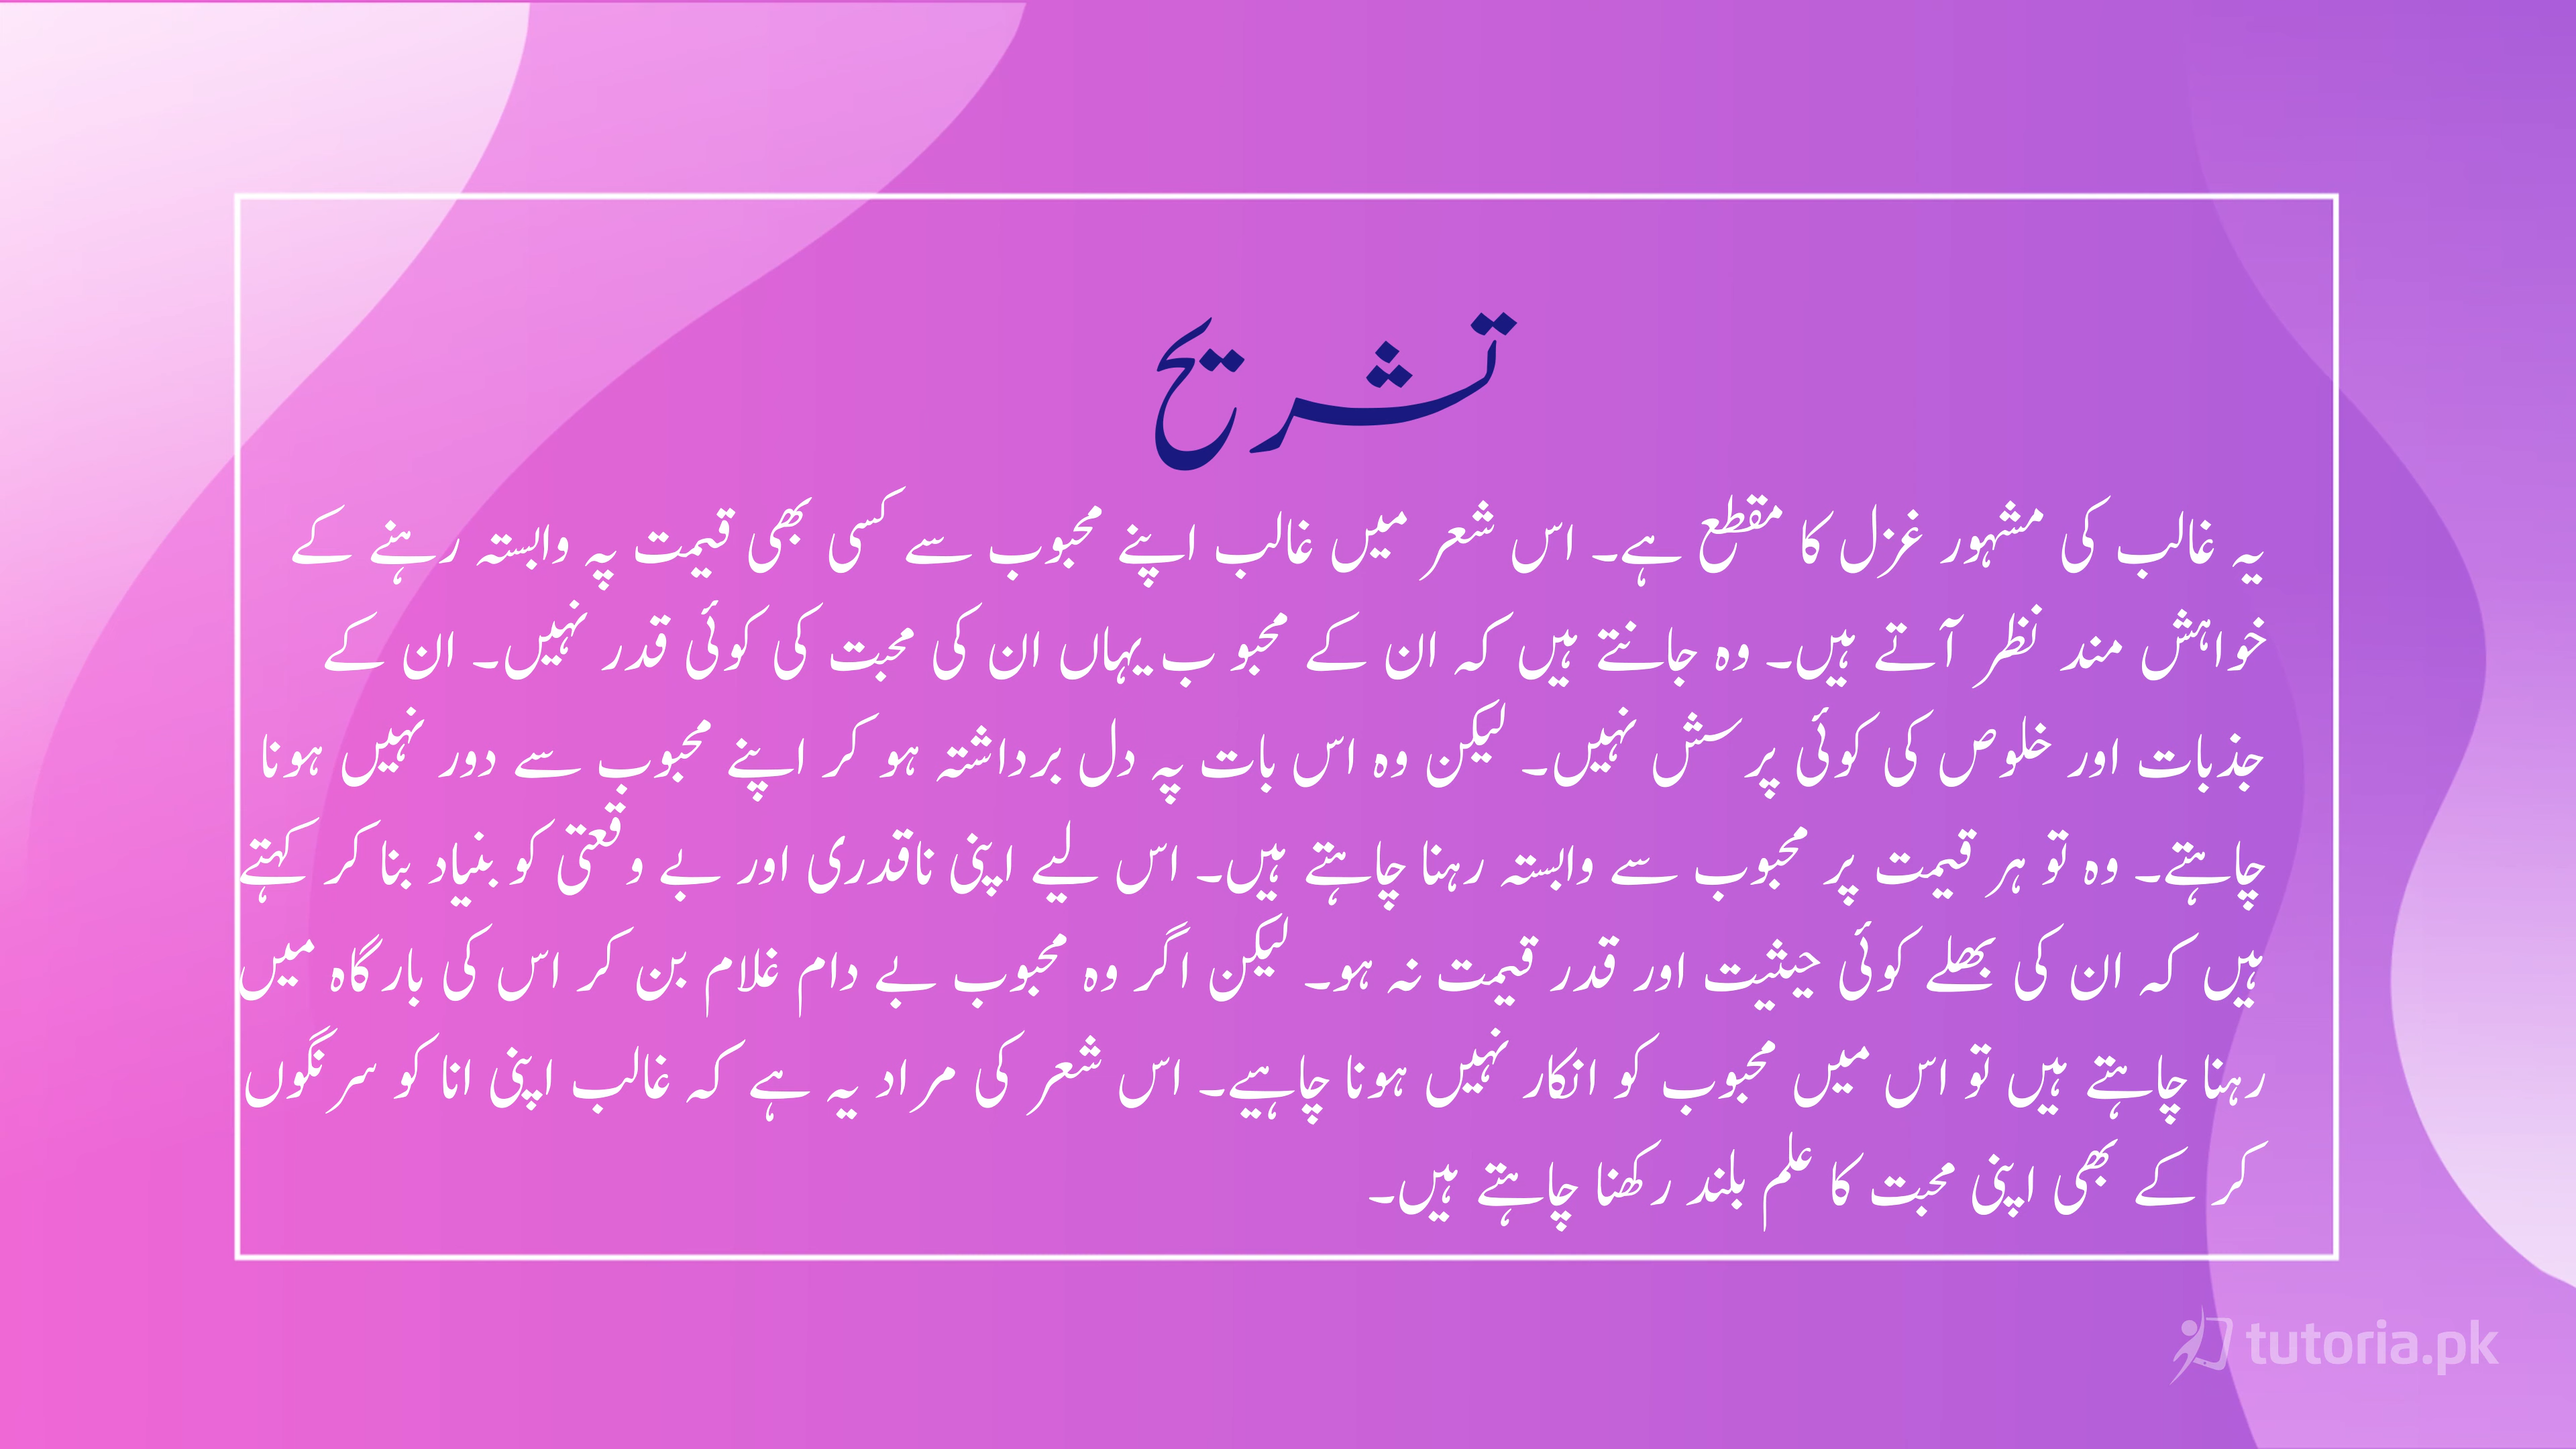 تشریح
یہ غالب کی مشہور غزل کا مقطع ہے۔ اس شعر میں غالب اپنے محبوب سے کسی بھی قیمت پہ وابستہ رہنے کے
خواہش مند نظر آتے ہیں۔ وہ جانتے ہیں کہ ان کے محبو ب یہاں ان کی محبت کی کوئی قدر نہیں۔ ان کے
جذبات اور خلوص کی کوئی پرسش نہیں۔ لیکن وہ اس بات پہ دل برداشتہ ہو کر اپنے محبوب سے دور نہیں ہونا
چاہتے۔ وہ تو ہر قیمت پر محبوب سے وابستہ رہنا چاہتے ہیں۔ اس لیے اپنی ناقدری اور بے وقعتی کو بنیاد بنا کر کہتے
ہیں کہ ان کی بھلے کوئی حیثیت اور قدر قیمت نہ ہو۔ لیکن اگر وہ محبوب بے دام غلام بن کر اس کی بارگاہ میں
رہنا چاہتے ہیں تو اس میں محبوب کو انکار نہیں ہونا چاہیے۔ اس شعر کی مراد یہ ہے کہ غالب اپنی انا کو سرنگوں
کر کے بھی اپنی محبت کا علم بلند رکھنا چاہتے ہیں۔
tutoria.pk